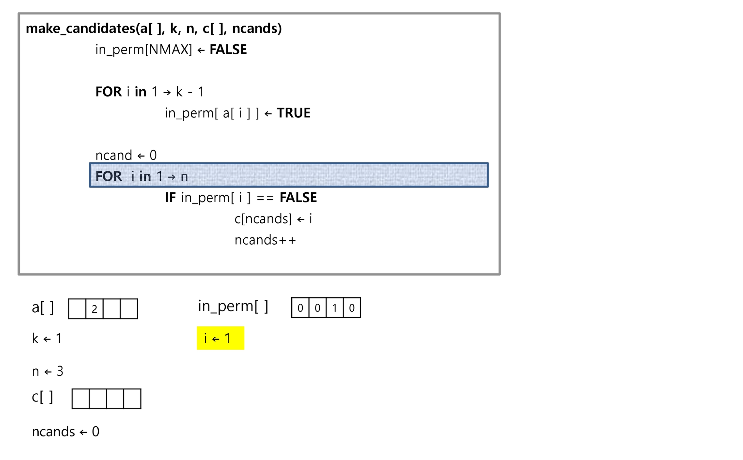 make_candidates(a[ ], k, n, c[ ], ncands)
in_perm[NMAX] ← FALSE
FOR i in 1 → k - 1
in_perm[ a[ i ] ] ← TRUE
ncand ← 0
FOR i in 1 → n
IF in_perm[ i ] == FALSE
c[ncands] ← i
ncands++
a[ ] 2 in_perm[ ] 0 0 1 0
k ← 1 i ← 1
n ← 3
c[ ]
ncands ← 0